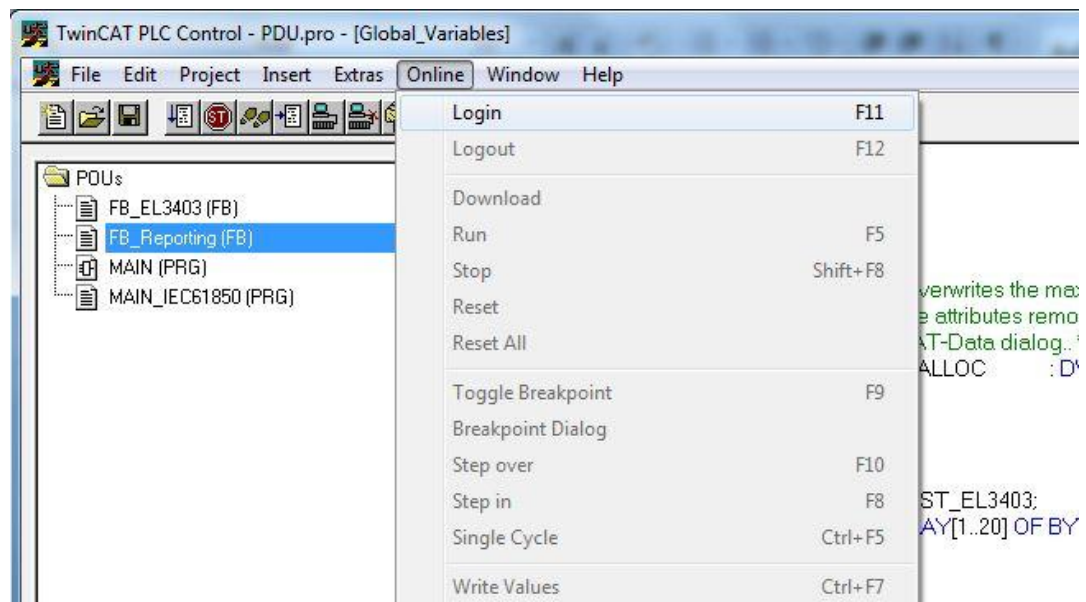 TwinCAT PLC Control - PDU.pro - [Global_Variables]
File Edit Project Insert Extras Online Window Help
ST
Login F11
Logout F12
Download
Run F5
Stop Shift+F8
Reset
Reset All
Toggle Breakpoint F9
Breakpoint Dialog
Step over F10
Step in F8
Single Cycle Ctrl+F5
Write Values Ctrl+F7
POUs
FB_EL3403 (FB)
FB_Reporting (FB)
MAIN (PRG)
MAIN_IEC61850 (PRG)
verwrites the
attributes
AT-Data dialog..
ALLOC :
ST_EL3403;
AY[1..20] OF BY